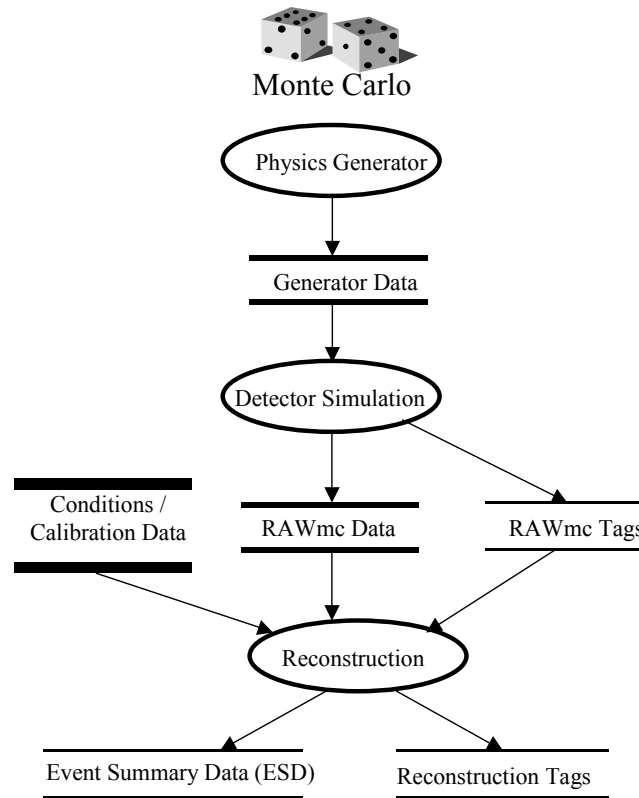 Monte Carlo
Physics Generator
Generator Data
Detector Simulation
Conditions /
Calibration Data
RAWmc Data
RAWmc Tags
Reconstruction
Event Summary Data (ESD)
Reconstruction Tags